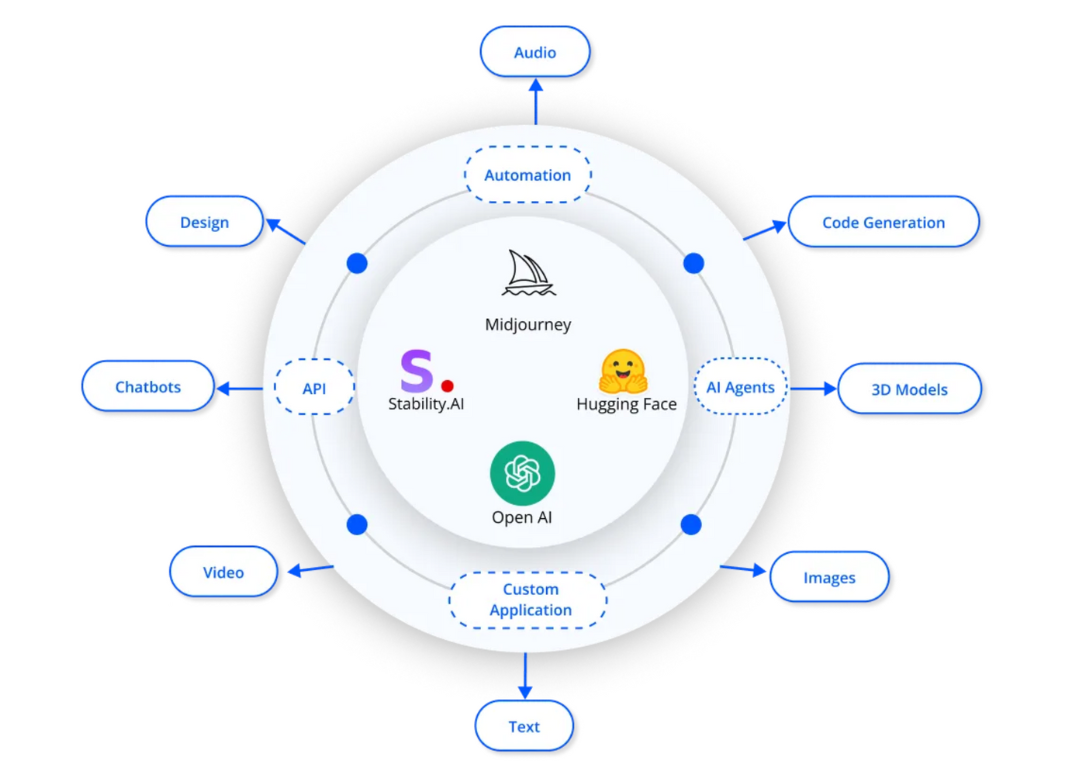 Audio
Automation
Design
Code Generation
Midjourney
Chatbots
API
S.
Stability.AI
Hugging Face
AI Agents
3D Models
Open AI
Video
Images
Custom
Application
Text